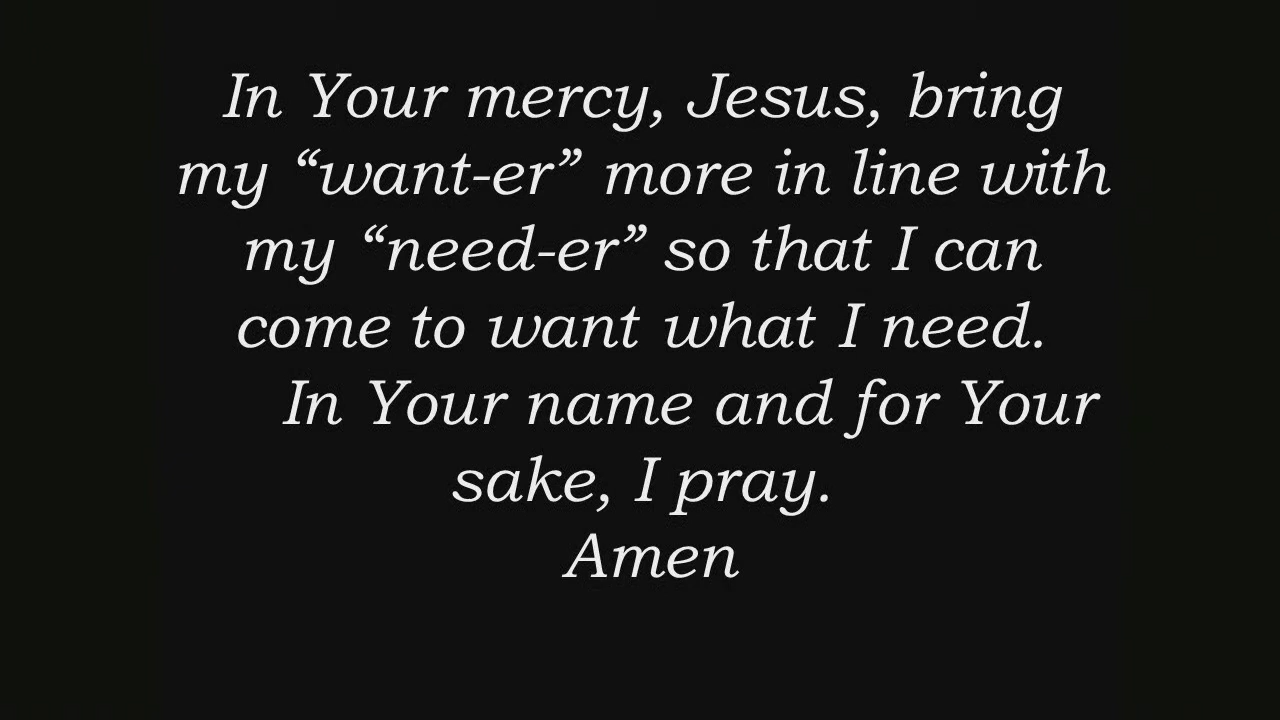 In Your mercy, Jesus, bring
my “want-er” more in line with
my “need-er” so that I can
come to want what I need.
In Your name and for Your
sake, I pray.
Amen